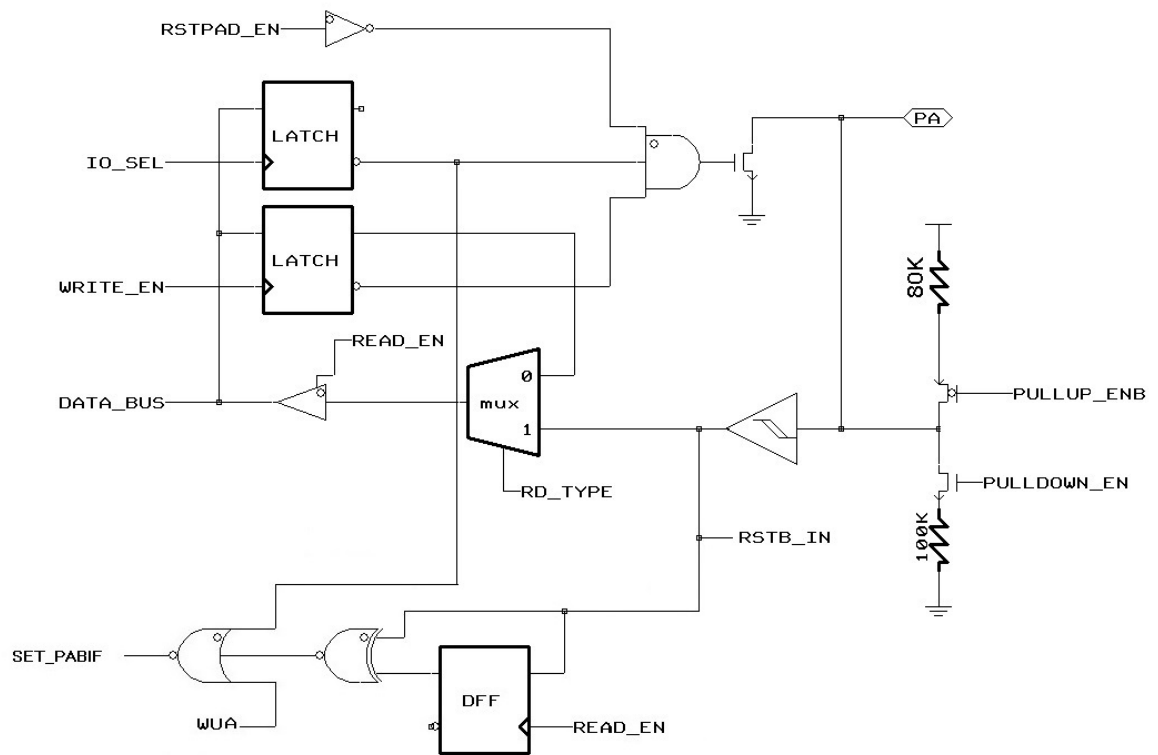 RSTPAD_EN
PA
LATCH
IO_SEL
LATCH
WRITE_EN
80K
READ_EN
0
DATA_BUS
mux
PULLUP_ENB
1
PULLDOWN_EN
RD_TYPE
100K
RSTB_IN
SET_PABIF
DFF
WUA
READ_EN